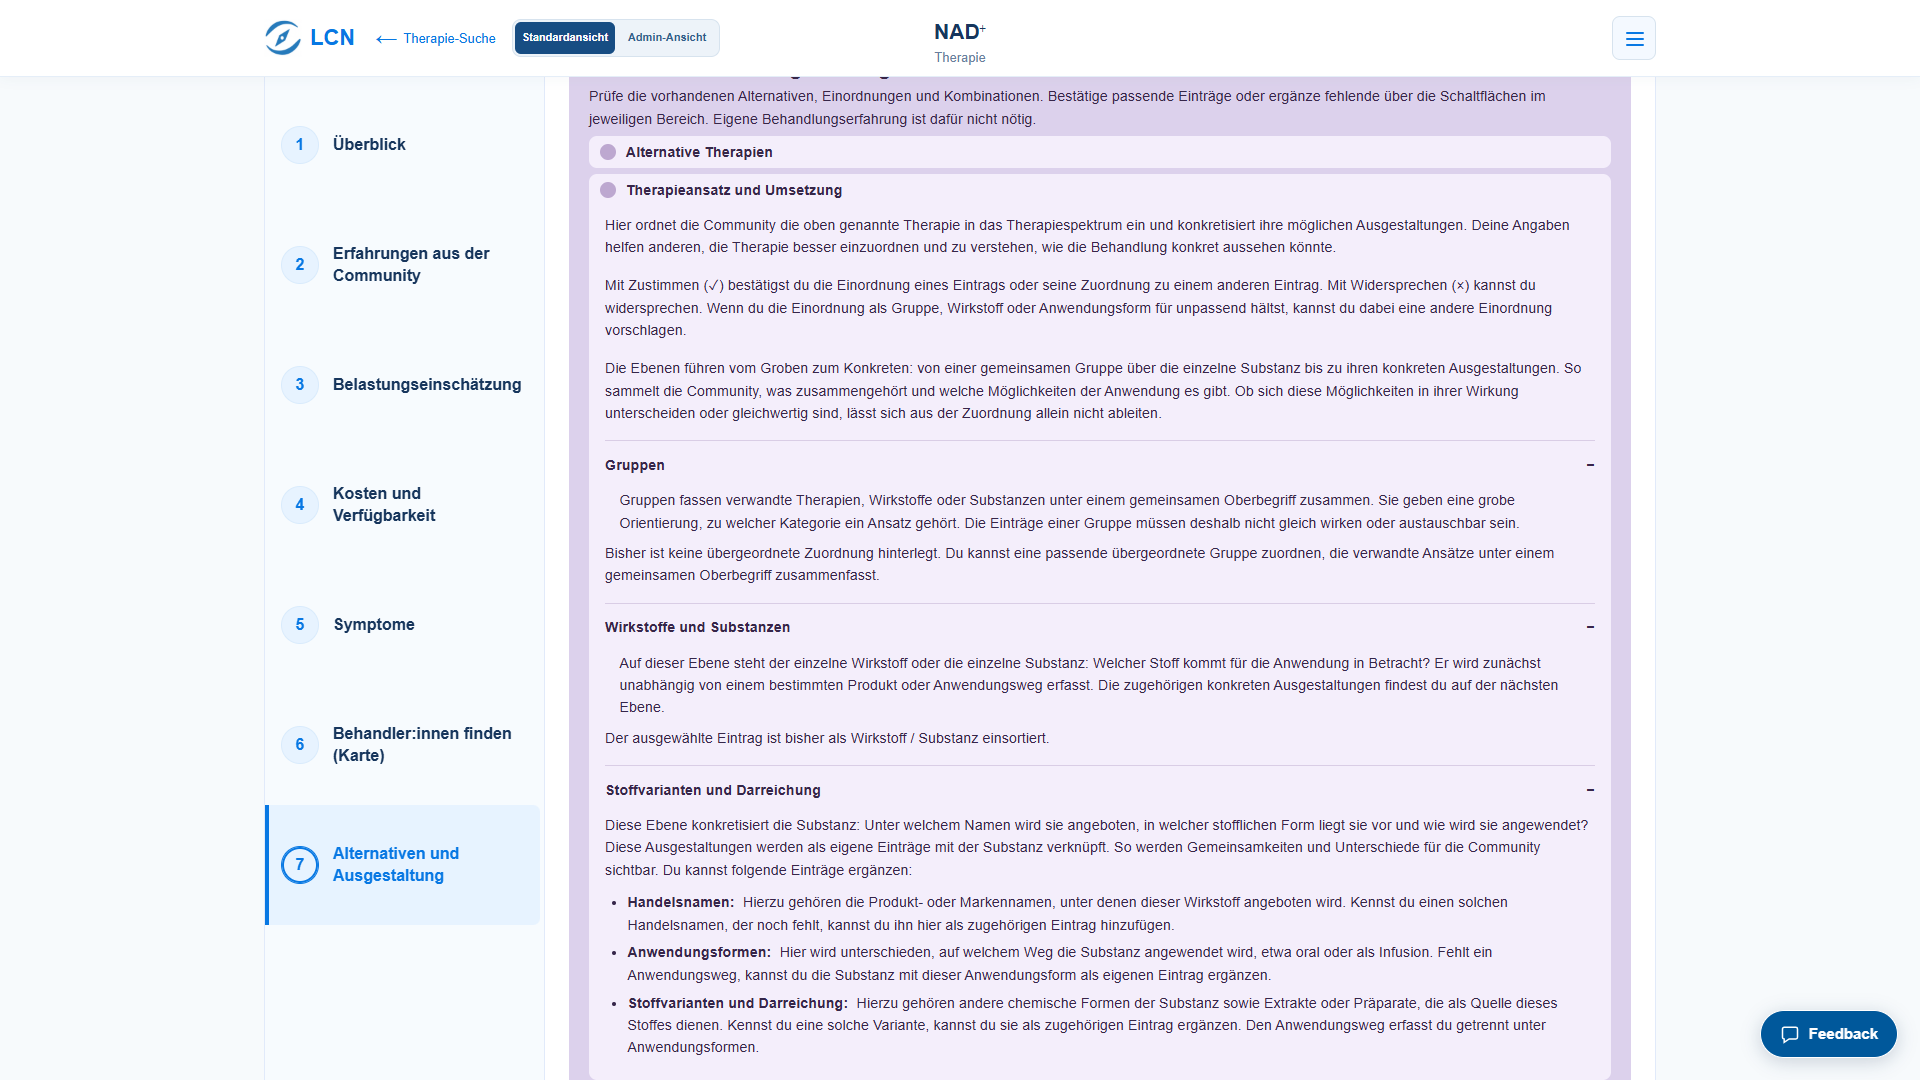 LCN
← Therapie-Suche
Standardansicht
Admin-Ansicht
NAD+
Therapie
1
Überblick
2
Erfahrungen aus der
Community
3
Belastungseinschätzung
4
Kosten und
Verfügbarkeit
5
Symptome
6
Behandler:innen finden
(Karte)
7
Alternativen und
Ausgestaltung
Prüfe die vorhandenen Alternativen, Einordnungen und Kombinationen. Bestätige passende Einträge oder ergänze fehlende über die Schaltflächen im
jeweiligen Bereich. Eigene Behandlungserfahrung ist dafür nicht nötig.
Alternative Therapien
Therapieansatz und Umsetzung
Hier ordnet die Community die oben genannte Therapie in das Therapiespektrum ein und konkretisiert ihre möglichen Ausgestaltungen. Deine Angaben
helfen anderen, die Therapie besser einzuordnen und zu verstehen, wie die Behandlung konkret aussehen könnte.
Mit Zustimmen (✓) bestätigst du die Einordnung eines Eintrags oder seine Zuordnung zu einem anderen Eintrag. Mit Widersprechen (×) kannst du
widersprechen. Wenn du die Einordnung als Gruppe, Wirkstoff oder Anwendungsform für unpassend hältst, kannst du dabei eine andere Einordnung
vorschlagen.
Die Ebenen führen vom Groben zum Konkreten: von einer gemeinsamen Gruppe über die einzelne Substanz bis zu ihren konkreten Ausgestaltungen. So
sammelt die Community, was zusammengehört und welche Möglichkeiten der Anwendung es gibt. Ob sich diese Möglichkeiten in ihrer Wirkung
unterscheiden oder gleichwertig sind, lässt sich aus der Zuordnung allein nicht ableiten.
Gruppen −
Gruppen fassen verwandte Therapien, Wirkstoffe oder Substanzen unter einem gemeinsamen Oberbegriff zusammen. Sie geben eine grobe
Orientierung, zu welcher Kategorie ein Ansatz gehört. Die Einträge einer Gruppe müssen deshalb nicht gleich wirken oder austauschbar sein.
Bisher ist keine übergeordnete Zuordnung hinterlegt. Du kannst eine passende übergeordnete Gruppe zuordnen, die verwandte Ansätze unter einem
gemeinsamen Oberbegriff zusammenfasst.
Wirkstoffe und Substanzen −
Auf dieser Ebene steht der einzelne Wirkstoff oder die einzelne Substanz: Welcher Stoff kommt für die Anwendung in Betracht? Er wird zunächst
unabhängig von einem bestimmten Produkt oder Anwendungsweg erfasst. Die zugehörigen konkreten Ausgestaltungen findest du auf der nächsten
Ebene.
Der ausgewählte Eintrag ist bisher als Wirkstoff / Substanz einsortiert.
Stoffvarianten und Darreichung −
Diese Ebene konkretisiert die Substanz: Unter welchem Namen wird sie angeboten, in welcher stofflichen Form liegt sie vor und wie wird sie angewendet?
Diese Ausgestaltungen werden als eigene Einträge mit der Substanz verknüpft. So werden Gemeinsamkeiten und Unterschiede für die Community
sichtbar. Du kannst folgende Einträge ergänzen:
• Handelsnamen: Hierzu gehören die Produkt- oder Markennamen, unter denen dieser Wirkstoff angeboten wird. Kennst du einen solchen
Handelsnamen, der noch fehlt, kannst du ihn hier als zugehörigen Eintrag hinzufügen.
• Anwendungsformen: Hier wird unterschieden, auf welchem Weg die Substanz angewendet wird, etwa oral oder als Infusion. Fehlt ein
Anwendungsweg, kannst du die Substanz mit dieser Anwendungsform als eigenen Eintrag ergänzen.
• Stoffvarianten und Darreichung: Hierzu gehören andere chemische Formen der Substanz sowie Extrakte oder Präparate, die als Quelle dieses
Stoffes dienen. Kennst du eine solche Variante, kannst du sie als zugehörigen Eintrag ergänzen. Den Anwendungsweg erfasst du getrennt unter
Anwendungsformen.
Feedback